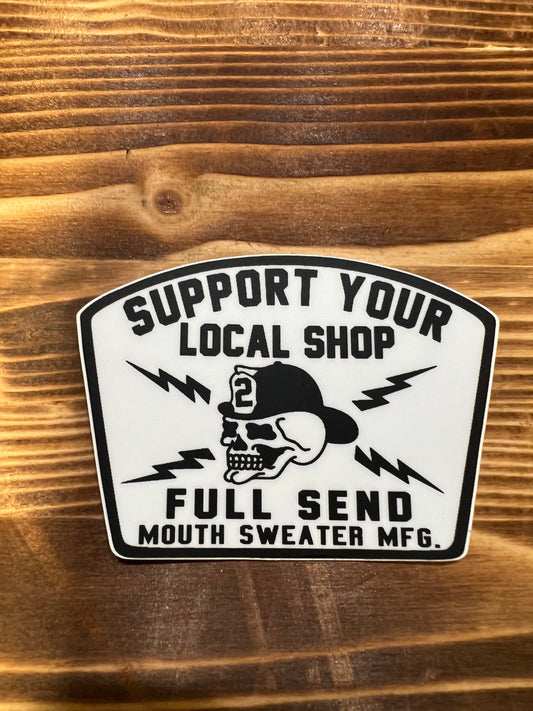 SUPPORT YOUR
LOCAL SHOP
2
FULL SEND
MOUTH SWEATER MFG.